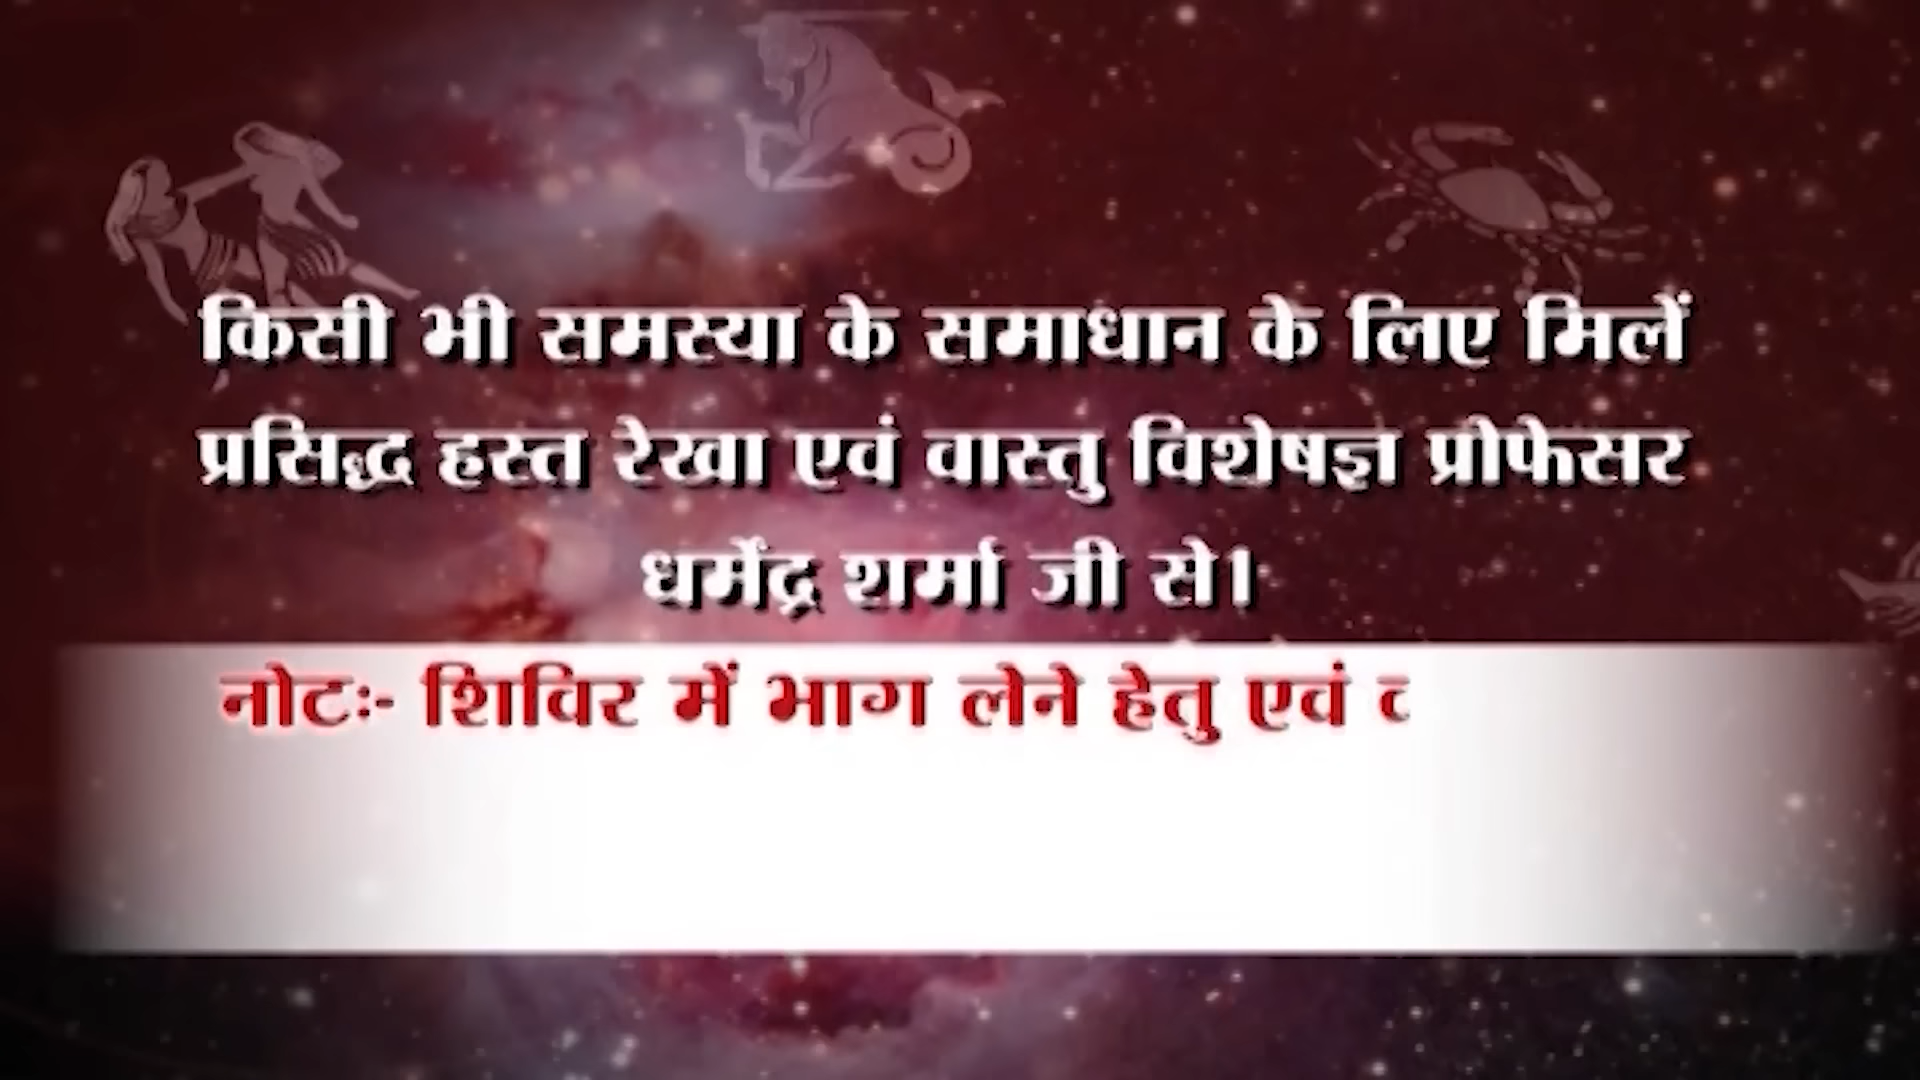 किसी भी समस्या के समाधान के लिए मिलें
प्रसिद्ध हस्त रेखा एवं वास्तु विशेषज्ञ प्रोफेसर
धर्मेंद्र शर्मा जी से।
नोटः- शिविर में भाग लेने हेतु एवं